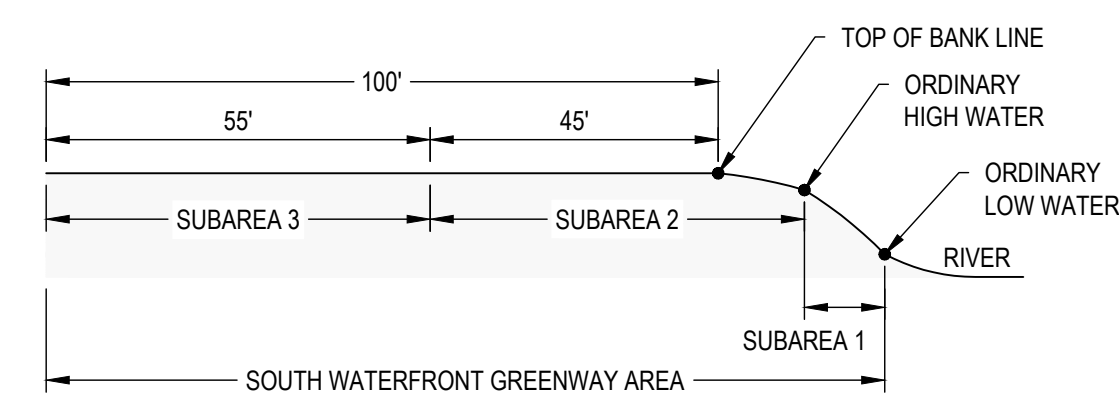 TOP OF BANK LINE
100'
ORDINARY
HIGH WATER
55'
45'
ORDINARY
LOW WATER
SUBAREA 3
SUBAREA 2
RIVER
SUBAREA 1
SOUTH WATERFRONT GREENWAY AREA